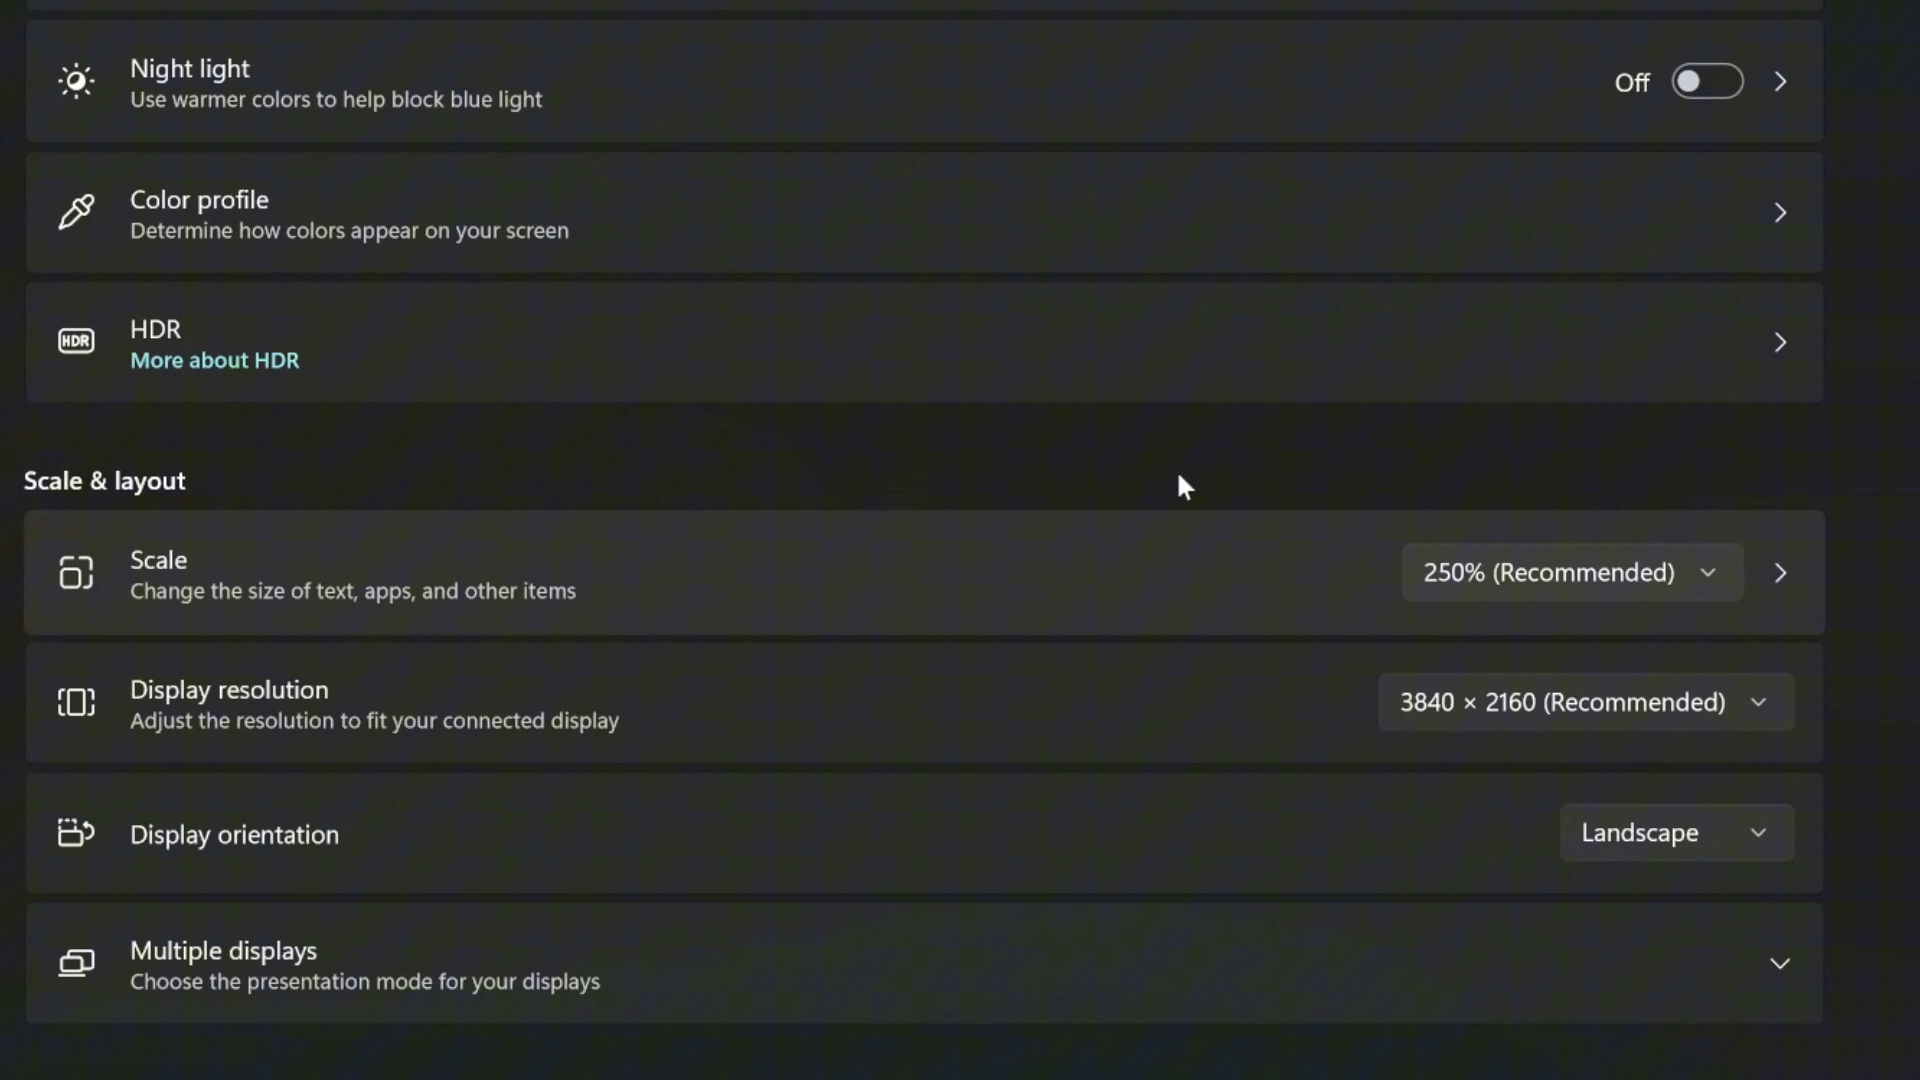 Night light
Use warmer colors to help block blue light
Off
Color profile
Determine how colors appear on your screen
HDR
HDR
More about HDR
Scale & layout
Scale
Change the size of text, apps, and other items
250% (Recommended)
Display resolution
Adjust the resolution to fit your connected display
3840 × 2160 (Recommended)
Display orientation
Landscape
Multiple displays
Choose the presentation mode for your displays